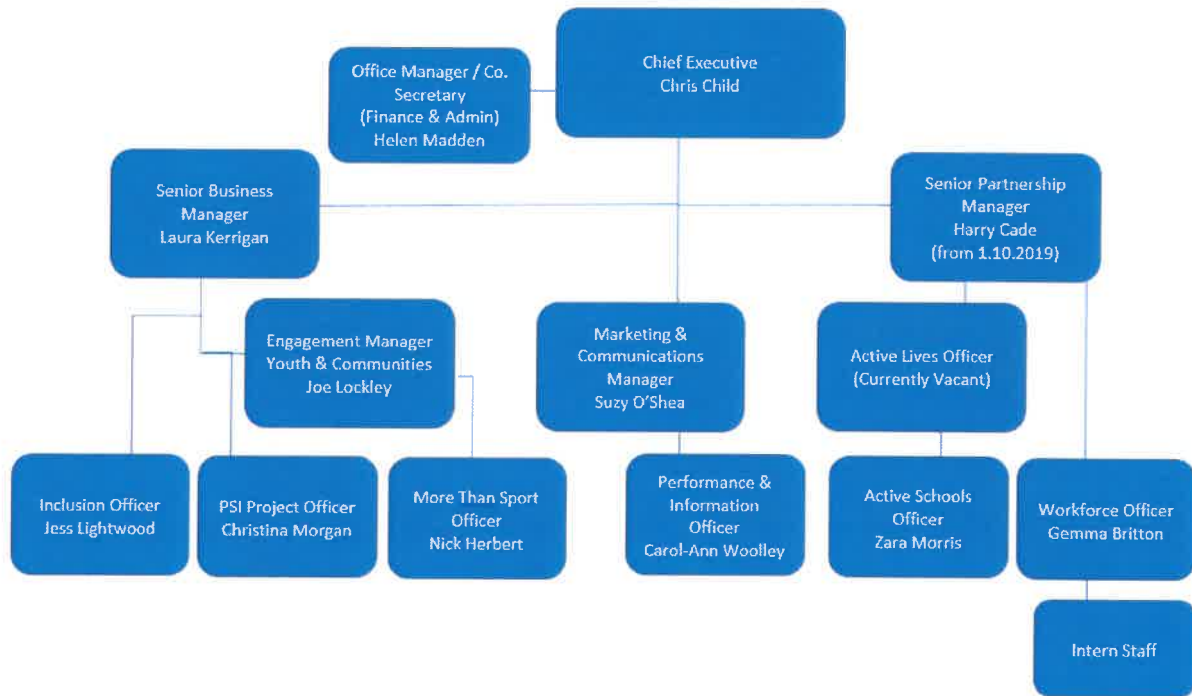 Chief Executive
Chris Child
Office Manager / Co.
Secretary
(Finance & Admin)
Helen Madden
Senior Business
Manager
Laura Kerrigan
Senior Partnership
Manager
Harry Cade
(from 1.10.2019)
Engagement Manager
Youth & Communities
Joe Lockley
Marketing &
Communications
Manager
Suzy O'Shea
Active Lives Officer
(Currently Vacant)
Inclusion Officer
Jess Lightwood
PSI Project Officer
Christina Morgan
More Than Sport
Officer
Nick Herbert
Performance &
Information
Officer
Carol-Ann Woolley
Active Schools
Officer
Zara Morris
Workforce Officer
Gemma Britton
Intern Staff